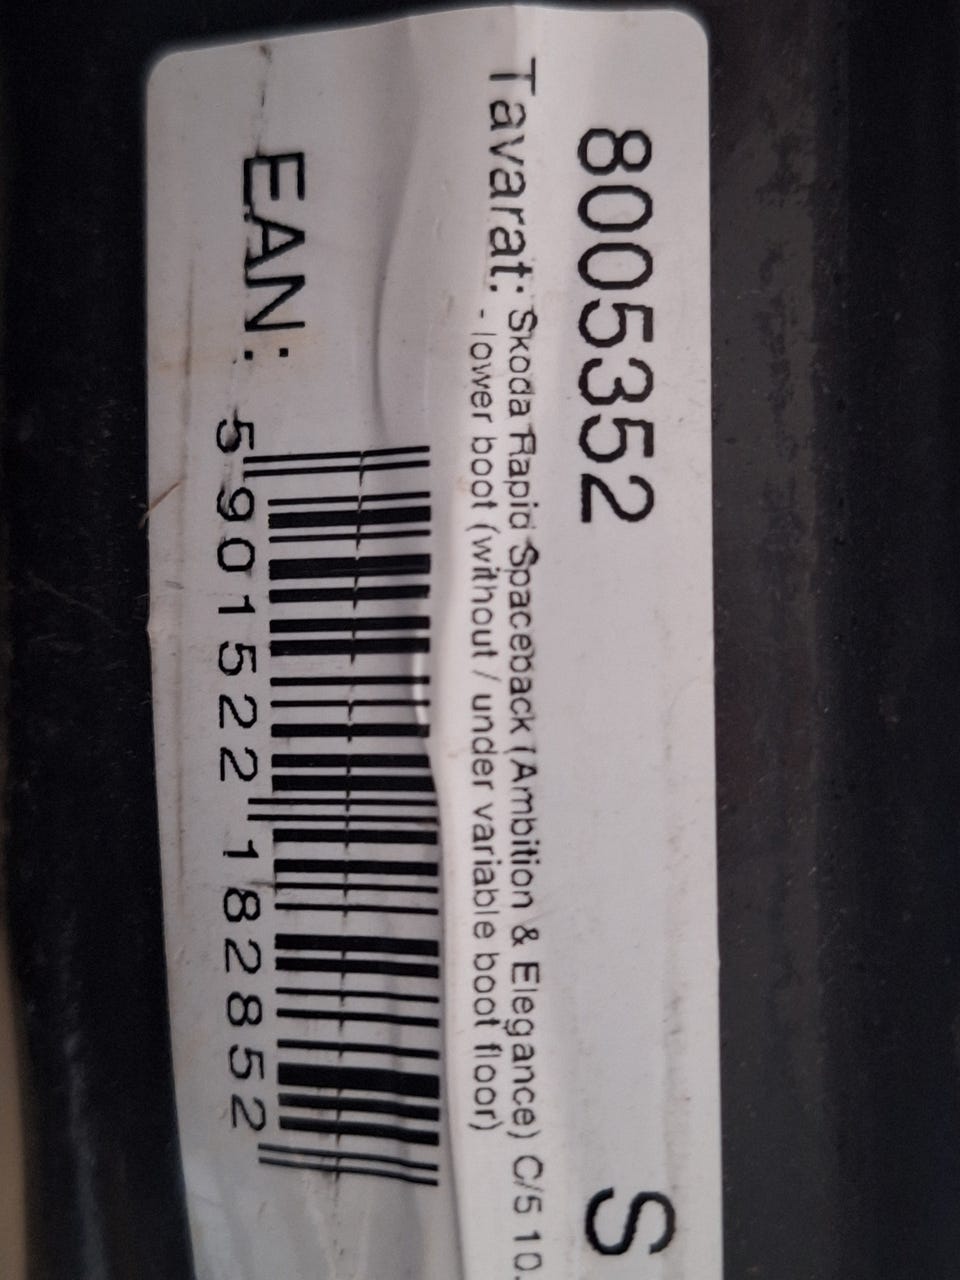 8005352 S
Tavarat: Skoda Rapid Spaceback (Ambition & Elegance) C/5 10.
- lower boot (without / under variable boot floor)
EAN:
5 901522 182852